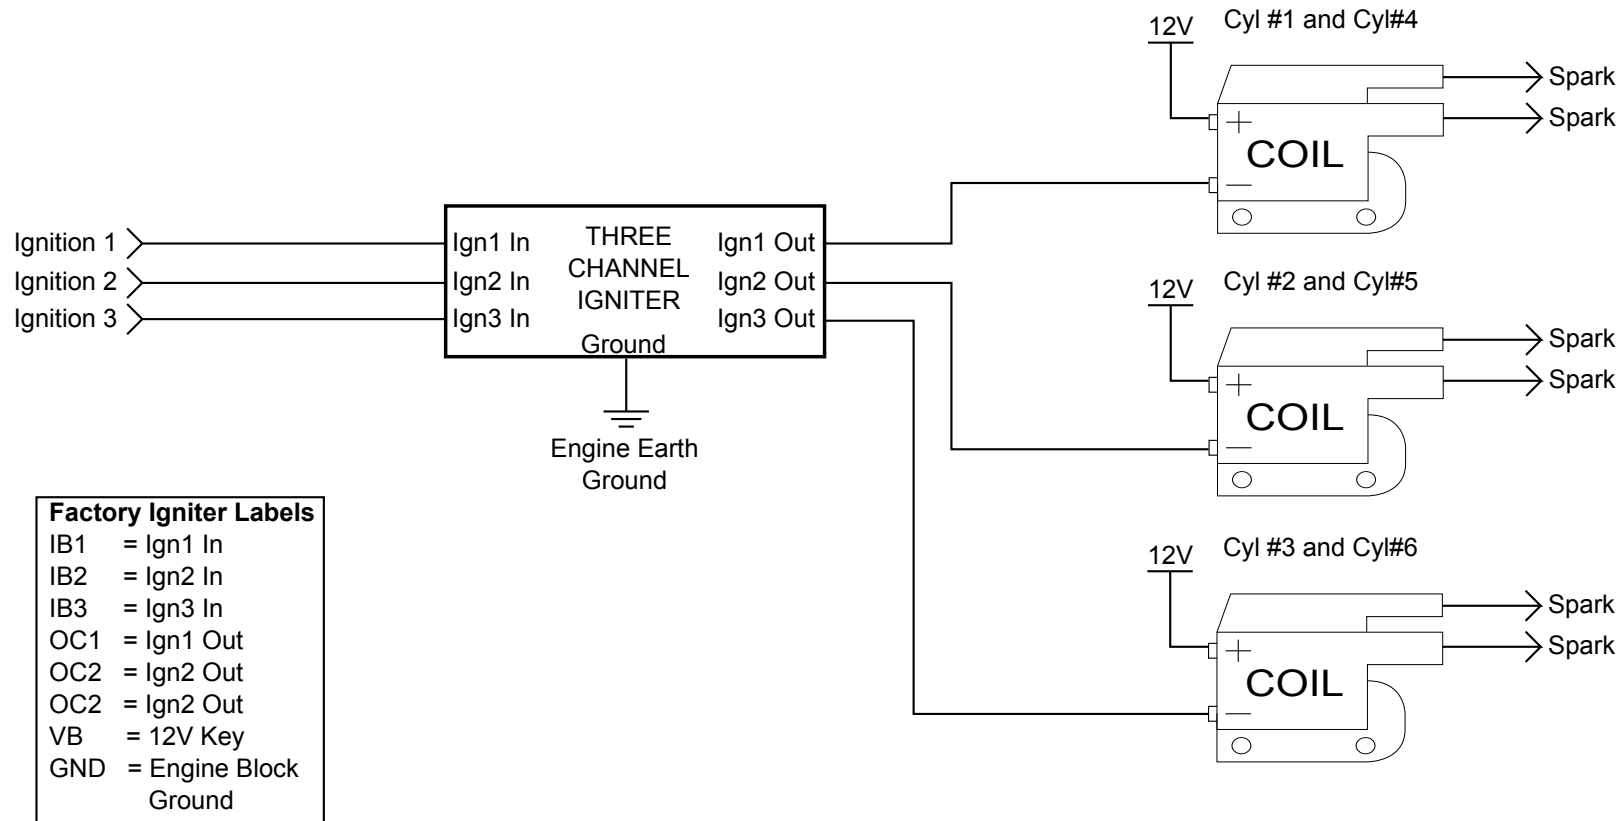 12V
Cyl #1 and Cyl#4
Spark
Spark
+
COIL
—
Ignition 1
Ignition 2
Ignition 3
Ign1 In
Ign2 In
Ign3 In
THREE
CHANNEL
IGNITER
Ground
Ign1 Out
Ign2 Out
Ign3 Out
Engine Earth
Ground
12V
Cyl #2 and Cyl#5
Spark
Spark
+
COIL
—
12V
Cyl #3 and Cyl#6
Spark
Spark
+
COIL
—
Factory Igniter Labels
IB1 = Ign1 In
IB2 = Ign2 In
IB3 = Ign3 In
OC1 = Ign1 Out
OC2 = Ign2 Out
OC2 = Ign2 Out
VB = 12V Key
GND = Engine Block
Ground